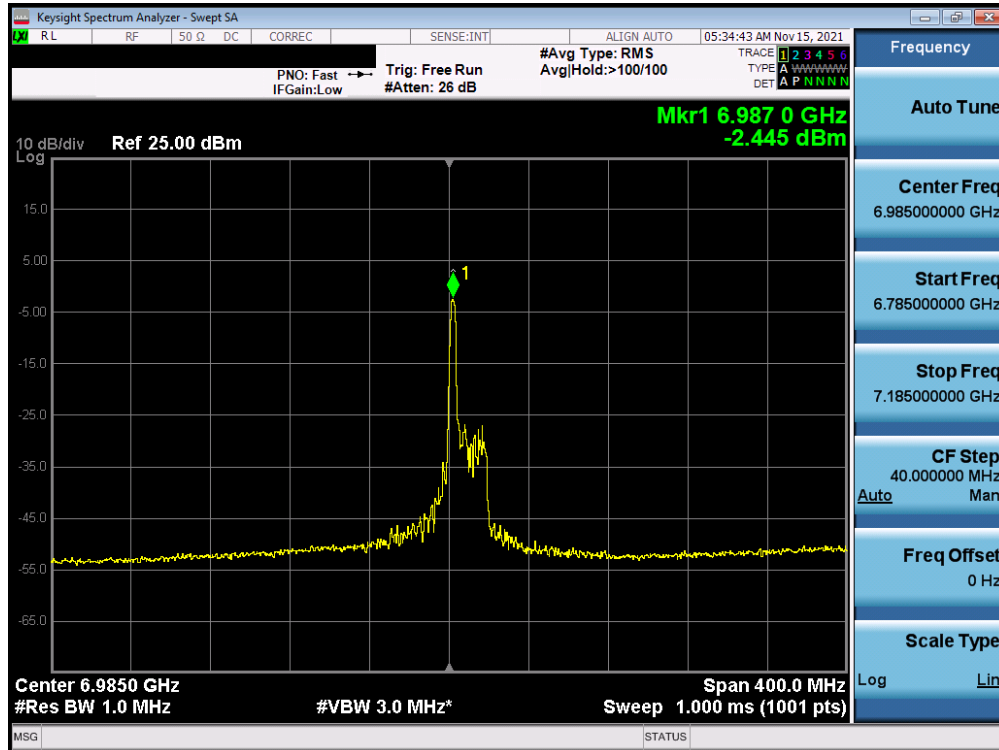 Keysight Spectrum Analyzer - Swept SA
LXI RL RF 50 Ω DC CORREC SENSE:INT ALIGN AUTO 05:34:43 AM Nov 15, 2021
PNO: Fast Trig: Free Run #Avg Type: RMS TRACE 1 2 3 4 5 6
IFGain:Low #Atten: 26 dB Avg|Hold:>100/100 TYPE A WWWWW
DET A P N N N N
Mkr1 6.987 0 GHz
-2.445 dBm
10 dB/div Ref 25.00 dBm
Log
15.0
5.00
-5.00
-15.0
-25.0
-35.0
-45.0
-55.0
-65.0
1
Center 6.9850 GHz Span 400.0 MHz
#Res BW 1.0 MHz #VBW 3.0 MHz* Sweep 1.000 ms (1001 pts)
MSG STATUS
Frequency
Auto Tune
Center Freq
6.985000000 GHz
Start Freq
6.785000000 GHz
Stop Freq
7.185000000 GHz
CF Step
40.000000 MHz
Auto Man
Freq Offset
0 Hz
Scale Type
Log Lin